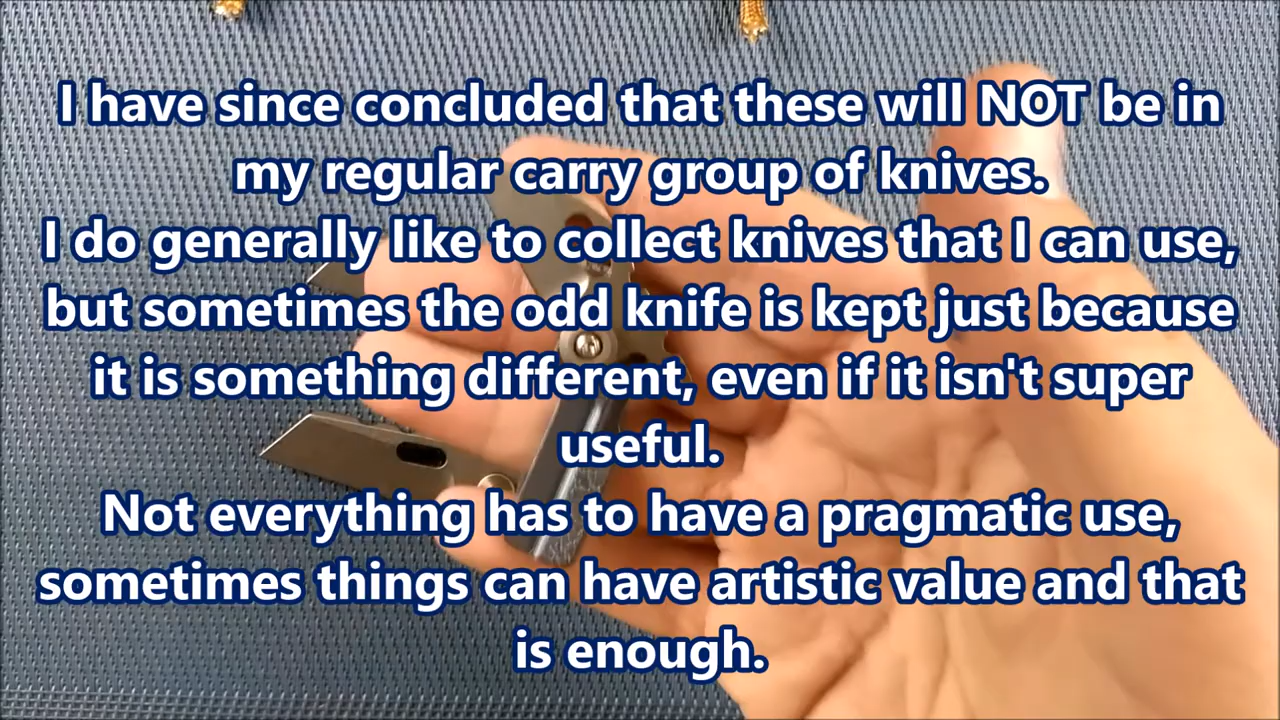 I have since concluded that these will NOT be in
my regular carry group of knives.
I do generally like to collect knives that I can use,
but sometimes the odd knife is kept just because
it is something different, even if it isn't super
useful.
Not everything has to have a pragmatic use,
sometimes things can have artistic value and that
is enough.